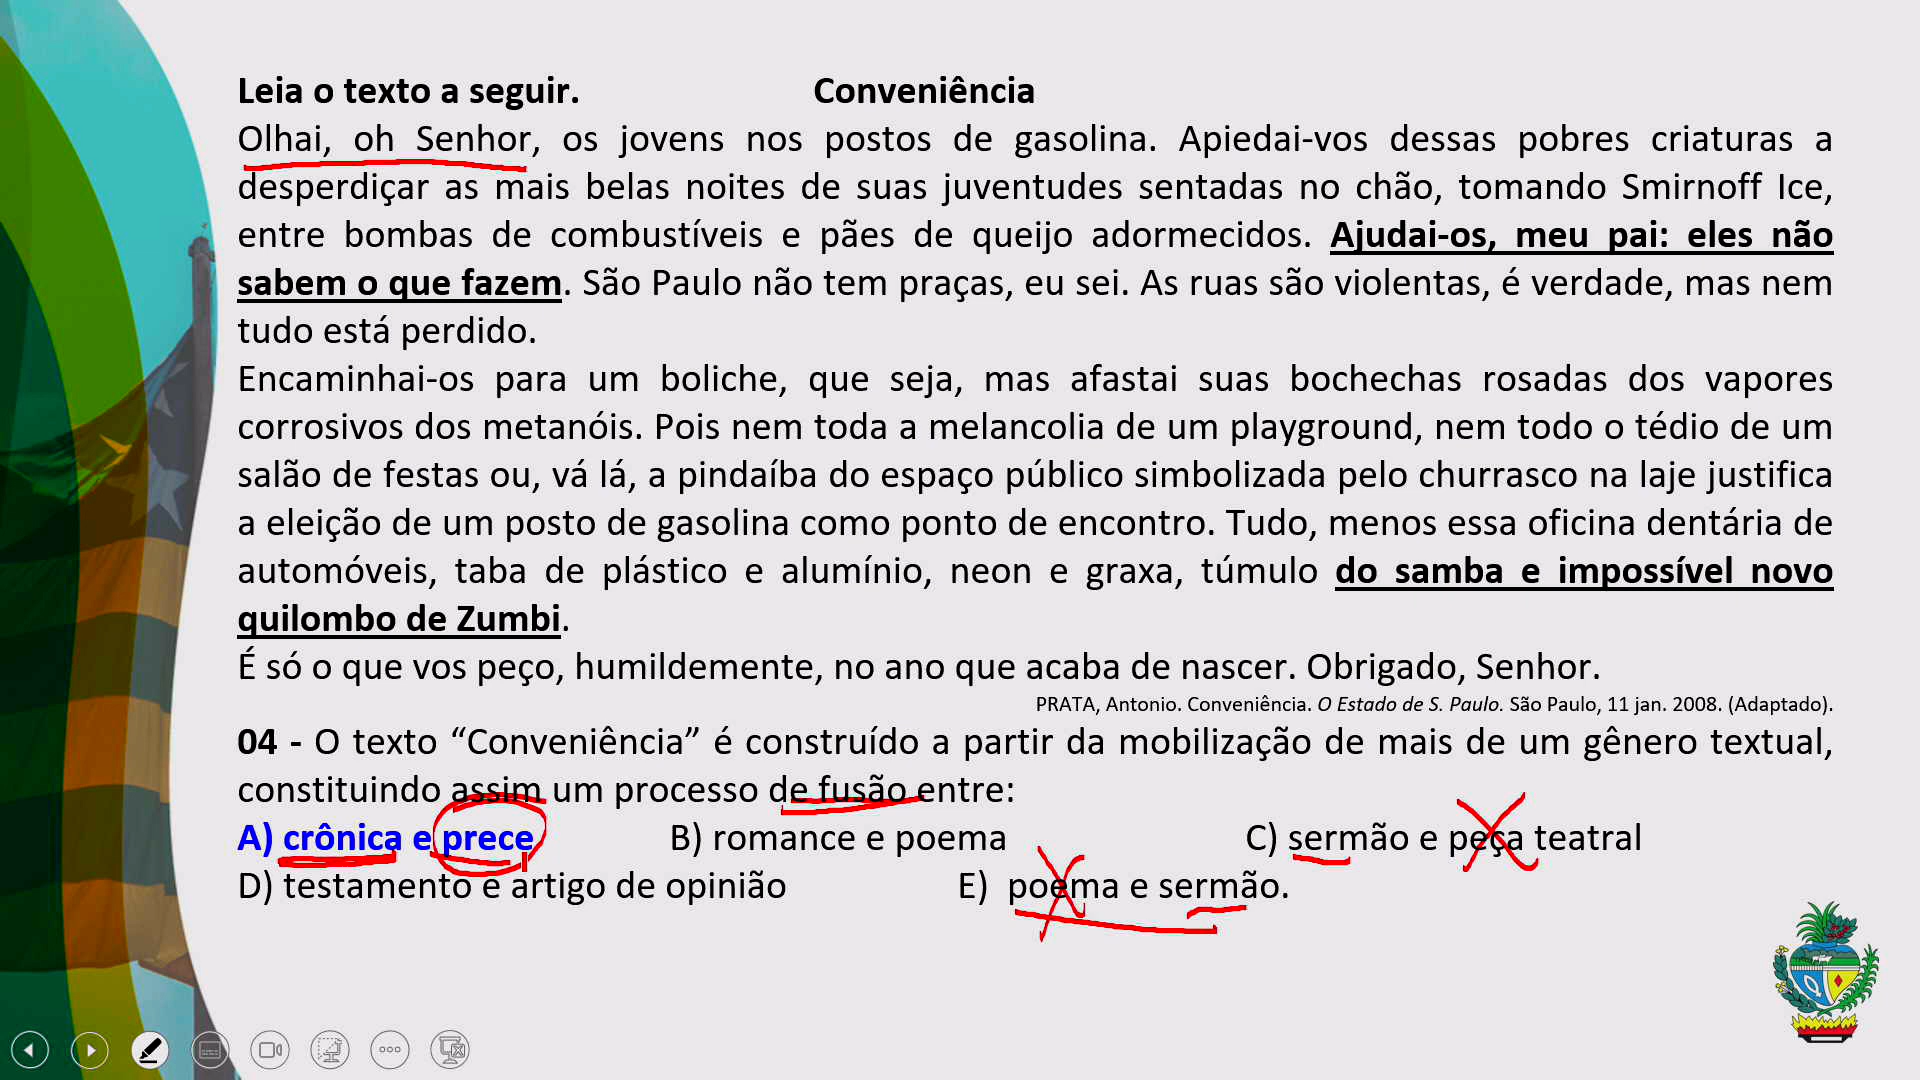 Leia o texto a seguir. Conveniência
Olhai, oh Senhor, os jovens nos postos de gasolina. Apiedai-vos dessas pobres criaturas a
desperdiçar as mais belas noites de suas juventudes sentadas no chão, tomando Smirnoff Ice,
entre bombas de combustíveis e pães de queijo adormecidos. Ajudai-os, meu pai: eles não
sabem o que fazem. São Paulo não tem praças, eu sei. As ruas são violentas, é verdade, mas nem
tudo está perdido.
Encaminhai-os para um boliche, que seja, mas afastai suas bochechas rosadas dos vapores
corrosivos dos metanóis. Pois nem toda a melancolia de um playground, nem todo o tédio de um
salão de festas ou, vá lá, a pindaíba do espaço público simbolizada pelo churrasco na laje justifica
a eleição de um posto de gasolina como ponto de encontro. Tudo, menos essa oficina dentária de
automóveis, taba de plástico e alumínio, neon e graxa, túmulo do samba e impossível novo
quilombo de Zumbi.
É só o que vos peço, humildemente, no ano que acaba de nascer. Obrigado, Senhor.
PRATA, Antonio. Conveniência. O Estado de S. Paulo. São Paulo, 11 jan. 2008. (Adaptado).
04 - O texto “Conveniência” é construído a partir da mobilização de mais de um gênero textual,
constituindo assim um processo de fusão entre:
A) crônica e prece B) romance e poema C) sermão e peça teatral
D) testamento e artigo de opinião E) poema e sermão.